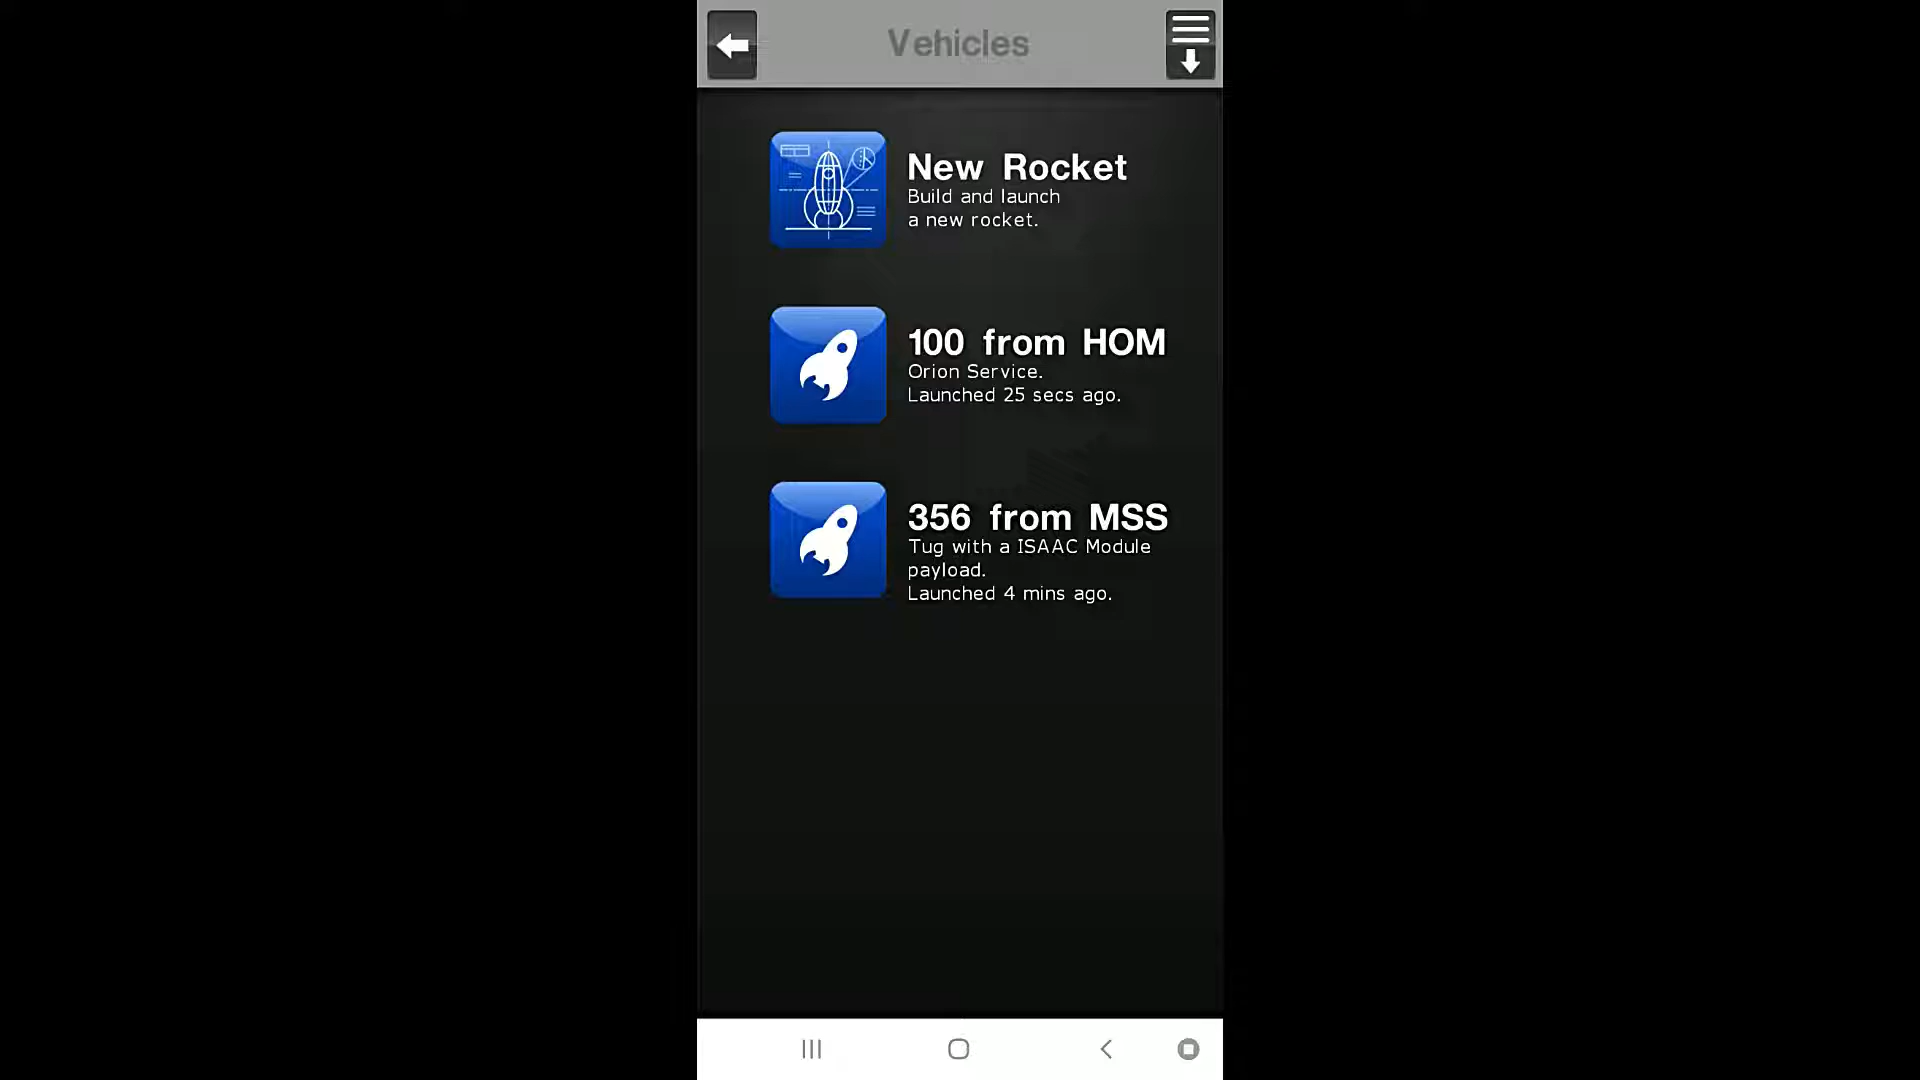 Vehicles
New Rocket
Build and launch
a new rocket.
100 from HOM
Orion Service.
Launched 25 secs ago.
356 from MSS
Tug with a ISAAC Module
payload.
Launched 4 mins ago.